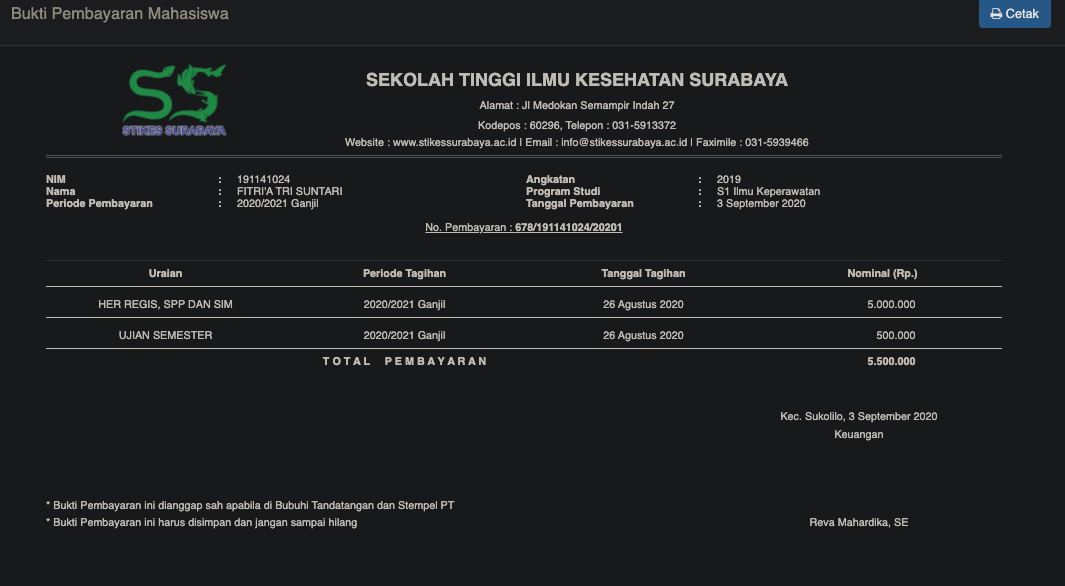 Bukti Pembayaran Mahasiswa
Cetak
STIKES SURABAYA
SEKOLAH TINGGI ILMU KESEHATAN SURABAYA
Alamat : Jl Medokan Semampir Indah 27
Kodepos : 60296, Telepon : 031-5913372
Website : www.stikessurabaya.ac.id I Email : info@stikessurabaya.ac.id I Faximile : 031-5939466
NIM : 191141024 Angkatan : 2019
Nama : FITRI'A TRI SUNTARI Program Studi : S1 Ilmu Keperawatan
Periode Pembayaran : 2020/2021 Ganjil Tanggal Pembayaran : 3 September 2020
No. Pembayaran : 678/191141024/20201
Uraian Periode Tagihan Tanggal Tagihan Nominal (Rp.)
HER REGIS, SPP DAN SIM 2020/2021 Ganjil 26 Agustus 2020 5.000.000
UJIAN SEMESTER 2020/2021 Ganjil 26 Agustus 2020 500.000
TOTAL PEMBAYARAN 5.500.000
Kec. Sukolilo, 3 September 2020
Keuangan
* Bukti Pembayaran ini dianggap sah apabila di Bubuhi Tandatangan dan Stempel PT
* Bukti Pembayaran ini harus disimpan dan jangan sampai hilang
Reva Mahardika, SE